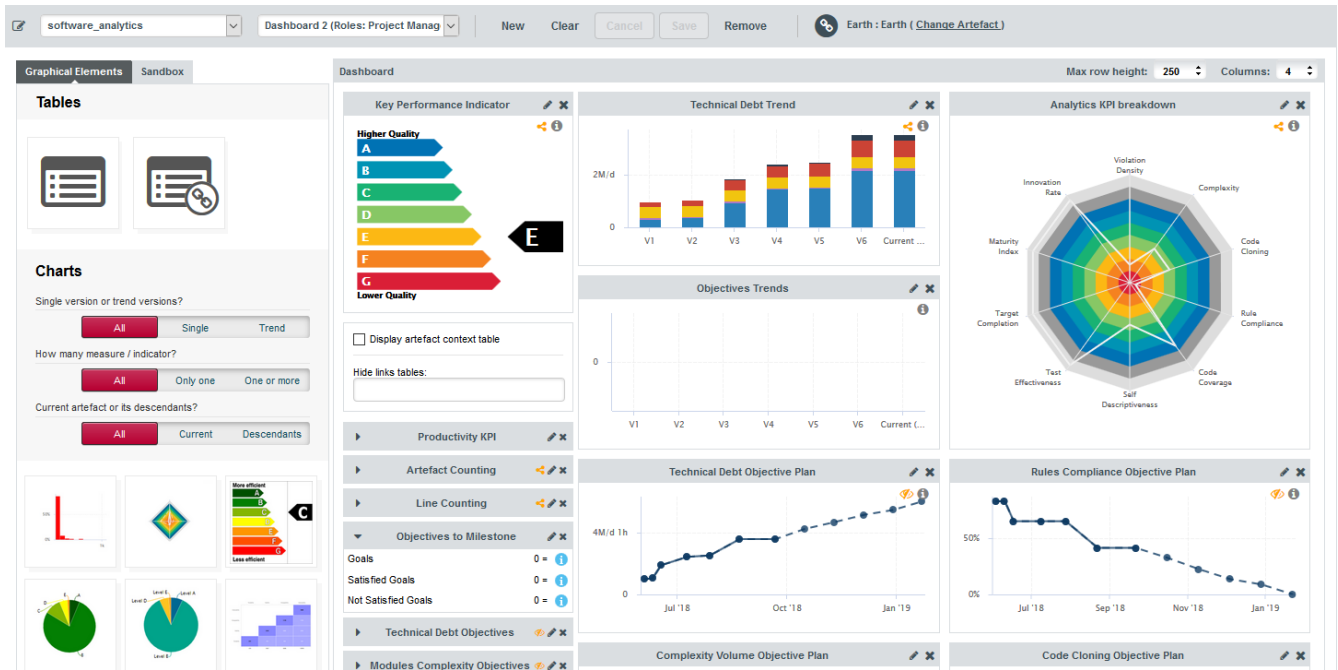 software_analytics
Dashboard 2 (Roles: Project Manag
New
Clear
Cancel
Save
Remove
Earth : Earth ( Change Artefact )
Graphical Elements
Sandbox
Tables
Charts
Single version or trend versions?
All
Single
Trend
How many measure / indicator?
All
Only one
One or more
Current artefact or its descendants?
All
Current
Descendants
More efficient
A
B
C
D
E
F
G
C
Less efficient
Level E
Level A
Level D
Level B
Dashboard
Max row height: 250
Columns: 4
Key Performance Indicator
Higher Quality
A
B
C
D
E
F
G
Lower Quality
E
Display artefact context table
Hide links tables:
Productivity KPI
Artefact Counting
Line Counting
Objectives to Milestone
Goals
0 =
Satisfied Goals
0 =
Not Satisfied Goals
0 =
Technical Debt Objectives
Modules Complexity Objectives
Technical Debt Trend
2M/d
0
V1
V2
V3
V4
V5
V6
Current ...
Objectives Trends
0
V1
V2
V3
V4
V5
V6
Current (...
Technical Debt Objective Plan
4M/d 1h
0
Jul '18
Oct '18
Jan '19
Complexity Volume Objective Plan
Analytics KPI breakdown
Violation
Density
Complexity
Code
Cloning
Rule
Compliance
Code
Coverage
Self
Descriptiveness
Test
Effectiveness
Target
Completion
Maturity
Index
Innovation
Rate
Rules Compliance Objective Plan
50%
0%
Jul '18
Sep '18
Nov '18
Jan '19
Code Cloning Objective Plan